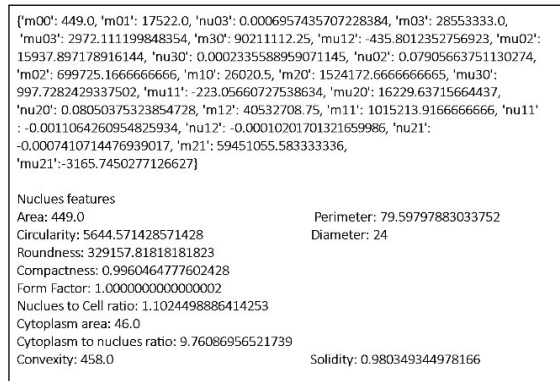 {'m00': 449.0, 'm01': 17522.0, 'nu03': 0.0006957435707228384, 'm03': 28553333.0,
'mu03': 2972.111199848354, 'm30': 90211112.25, 'mu12': -435.8012352756923, 'mu02':
15937.897178916144, 'nu30': 0.0002335588959071145, 'nu02': 0.07905663751130274,
'm02': 699725.1666666666, 'm10': 26020.5, 'm20': 1524172.6666666665, 'mu30':
997.7282429337502, 'mu11': -223.05660727538634, 'mu20': 16229.63715664437,
'nu20': 0.08050375323854728, 'm12': 40532708.75, 'm11': 1015213.9166666666, 'nu11'
: -0.0011064260954825934, 'nu12': -0.00010201701321659986, 'nu21':
-0.0007410714476939017, 'm21': 59451055.583333336,
'mu21':-3165.7450277126627}
Nuclues features
Area: 449.0 Perimeter: 79.59797883033752
Circularity: 5644.571428571428 Diameter: 24
Roundness: 329157.81818181823
Compactness: 0.9960464777602428
Form Factor: 1.0000000000000002
Nuclues to Cell ratio: 1.1024498886414253
Cytoplasm area: 46.0
Cytoplasm to nuclues ratio: 9.76086956521739
Convexity: 458.0 Solidity: 0.980349344978166